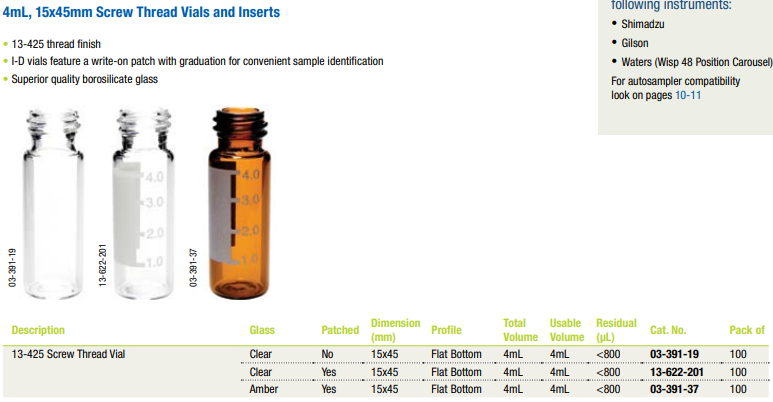 4mL, 15x45mm Screw Thread Vials and Inserts
• 13-425 thread finish
• I-D vials feature a write-on patch with graduation for convenient sample identification
• Superior quality borosilicate glass
following instruments:
• Shimadzu
• Gilson
• Waters (Wisp 48 Position Carousel)
For autosampler compatibility
look on pages 10-11
03-391-19
13-622-201
4.0
3.0
2.0
1.0
03-391-37
4.0
3.0
2.0
1.0
Description Glass Patched Dimension (mm) Profile Total Volume Usable Volume Residual (µL) Cat. No. Pack of
13-425 Screw Thread Vial Clear No 15x45 Flat Bottom 4mL 4mL <800 03-391-19 100
Clear Yes 15x45 Flat Bottom 4mL 4mL <800 13-622-201 100
Amber Yes 15x45 Flat Bottom 4mL 4mL <800 03-391-37 100